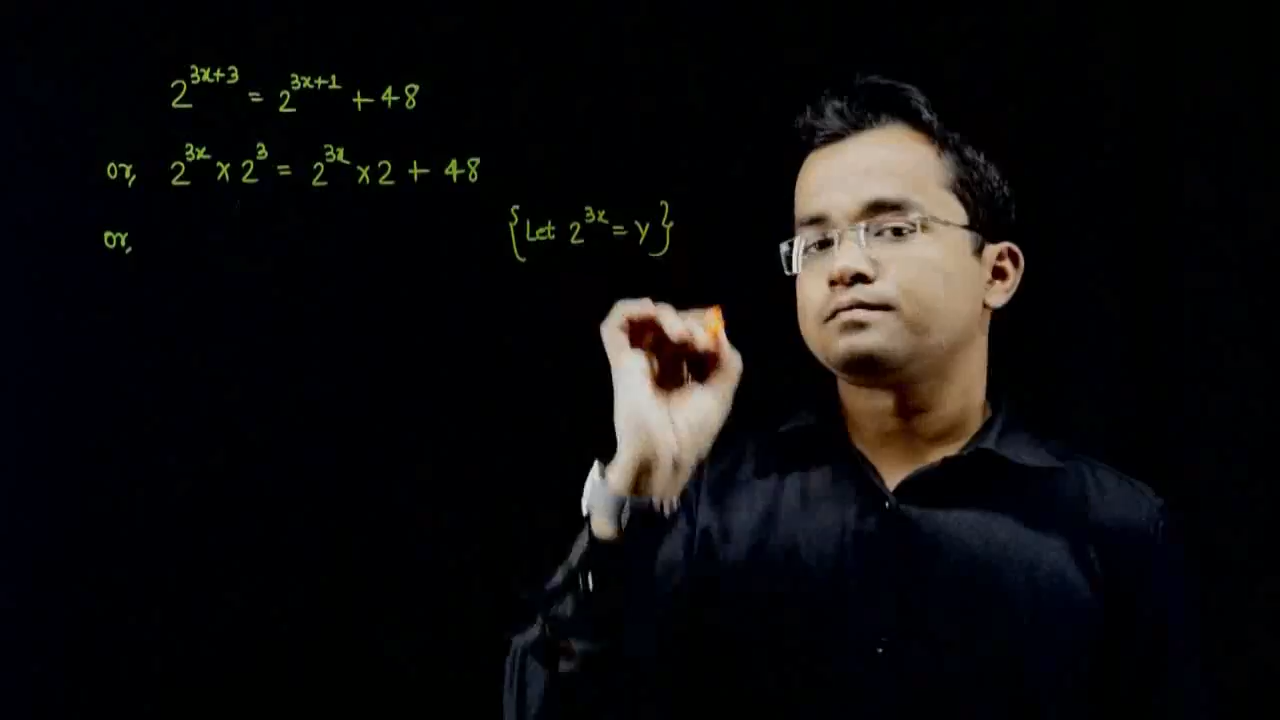 2^{3x+3} = 2^{3x+1} + 48
or, 2^{3x} × 2^3 = 2^{3x} × 2 + 48
or, {Let 2^{3x} = y}